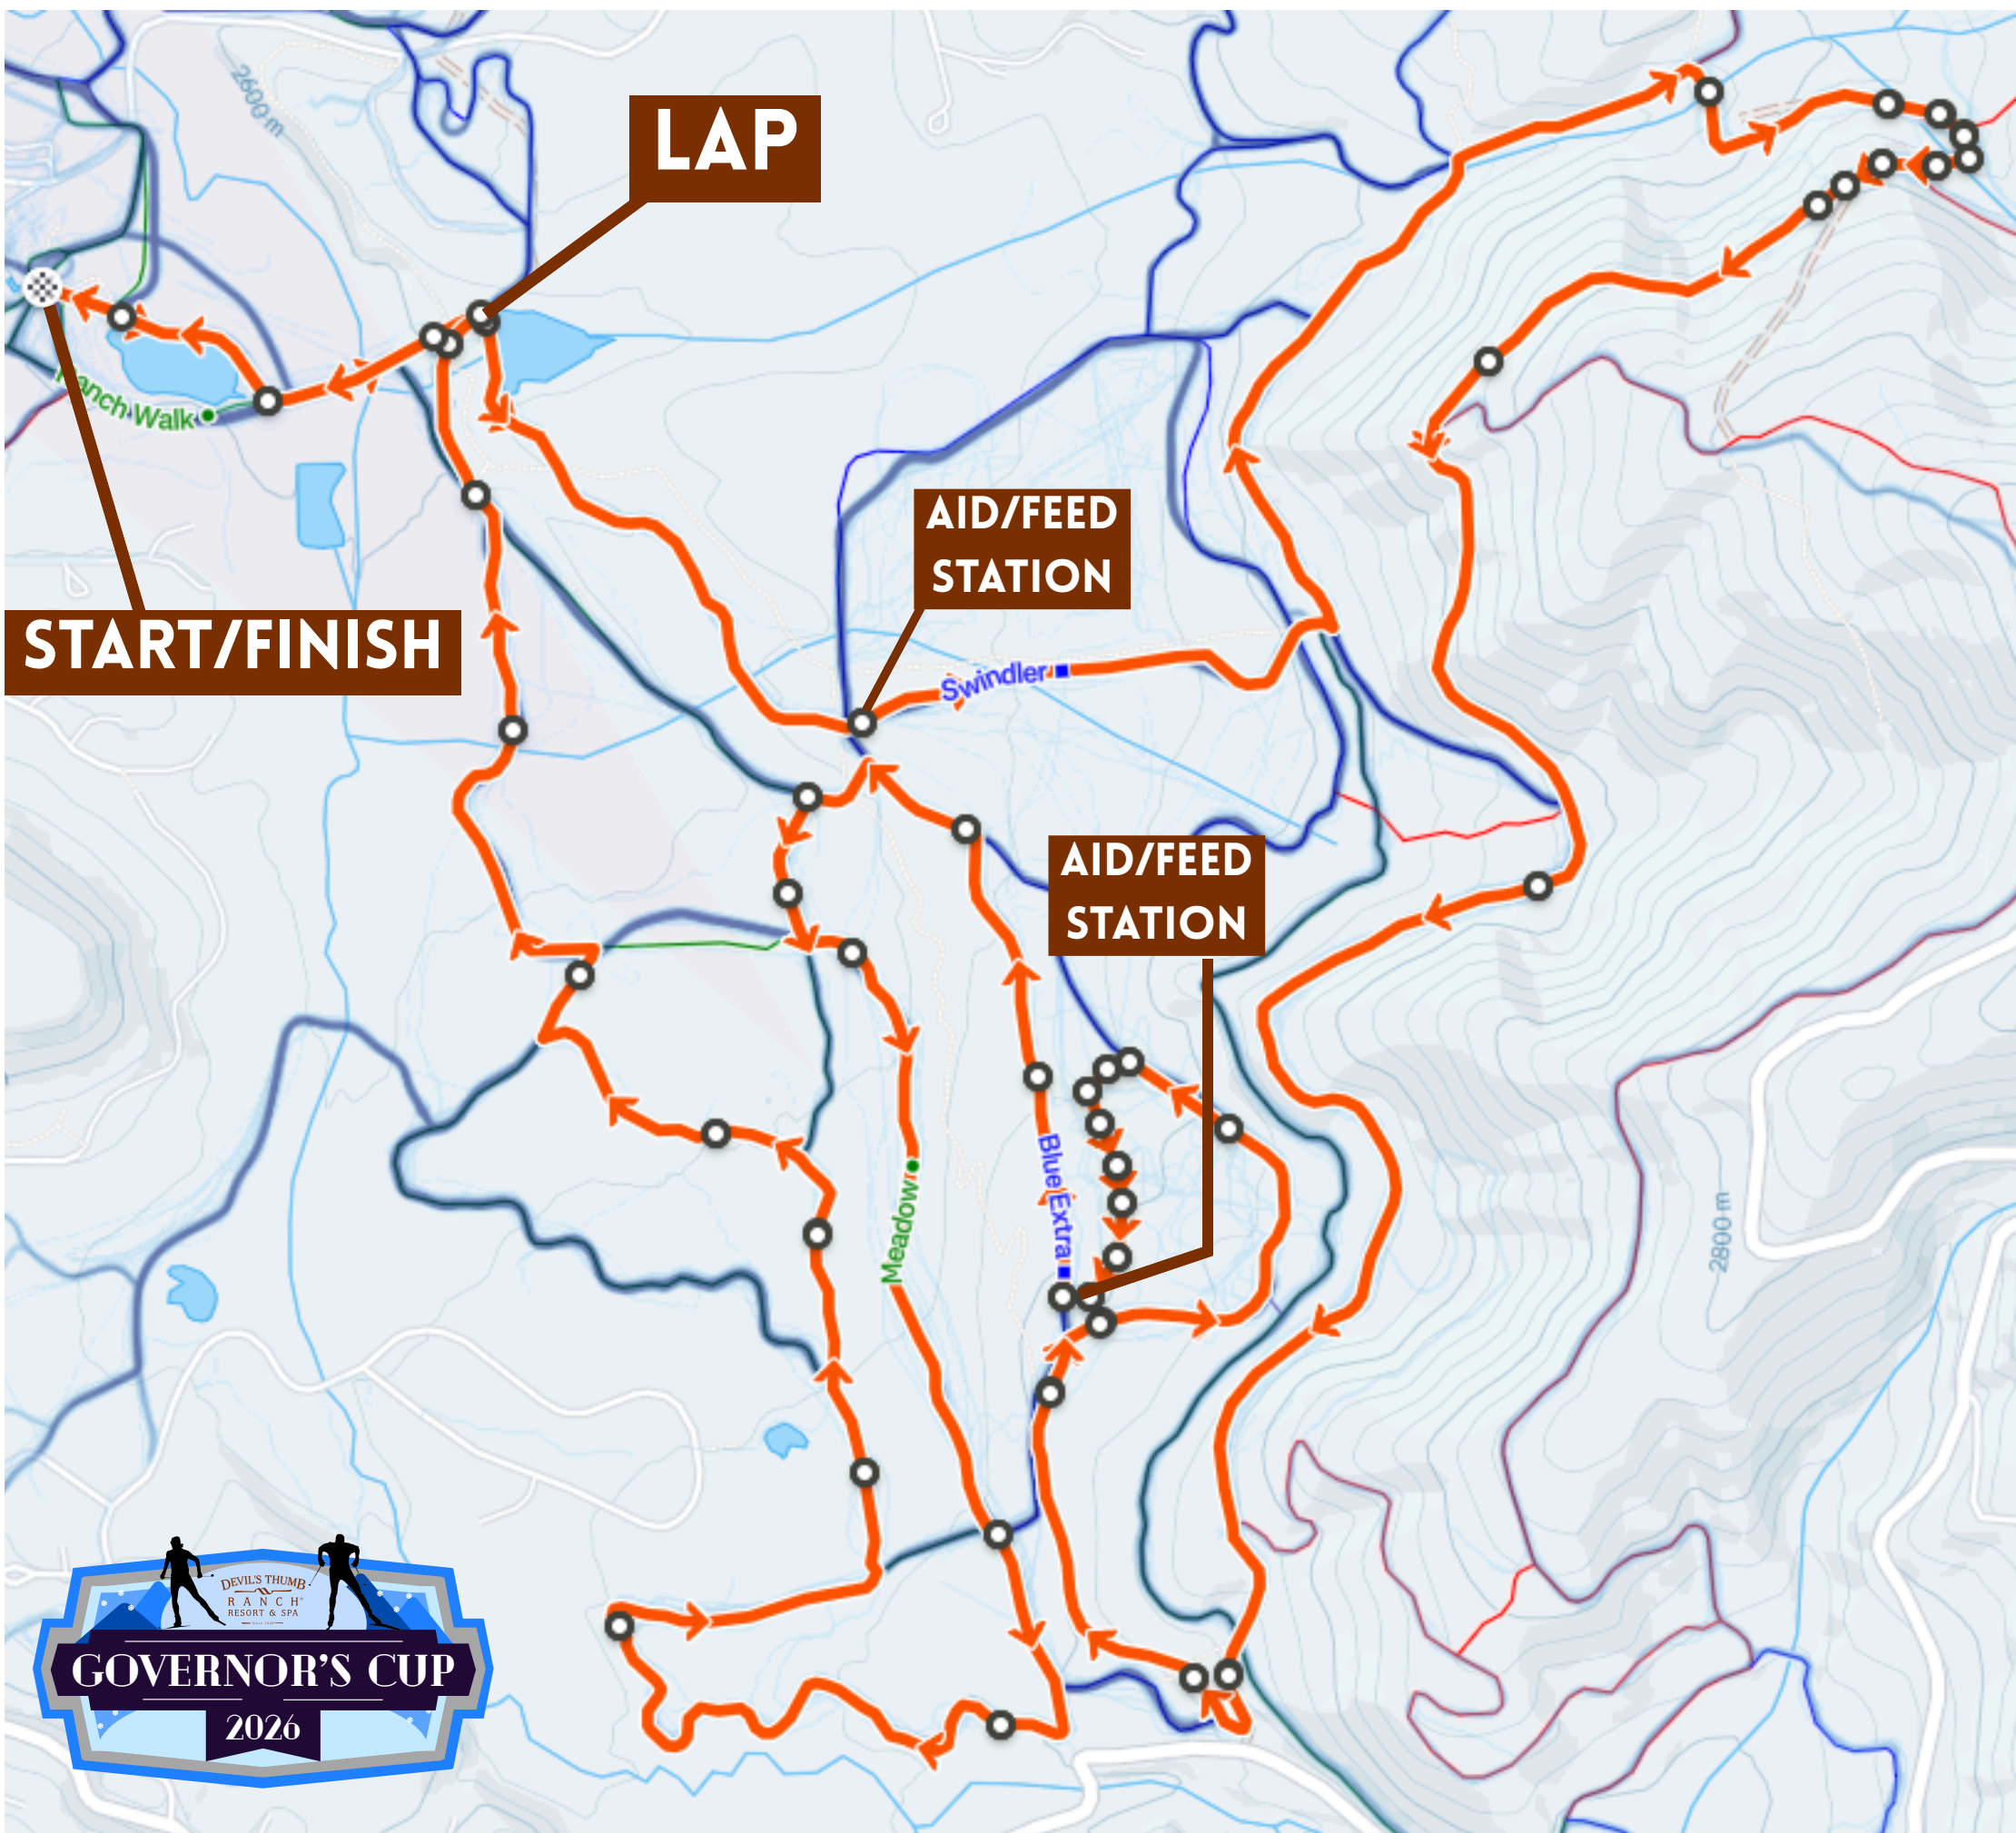 2600 m
LAP
Ranch Walk
AID/FEED
STATION
START/FINISH
Swindler
AID/FEED
STATION
Blue Extra
Meadow
2800 m
DEVIL'S THUMB
RANCH
RESORT & SPA
GOVERNOR'S CUP
2026